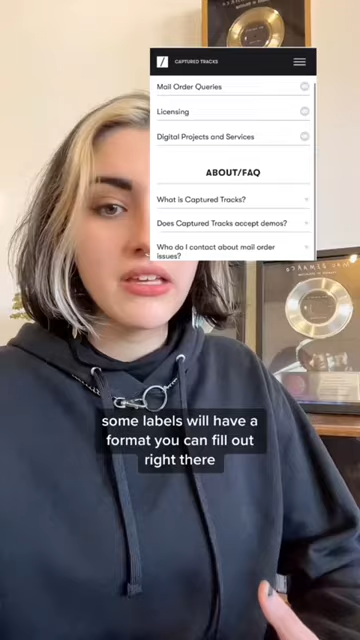 CAPTURED TRACKS
Mail Order Queries
Licensing
Digital Projects and Services
ABOUT/FAQ
What is Captured Tracks?
Does Captured Tracks accept demos?
Who do I contact about mail order
issues?
some labels will have a
format you can fill out
right there